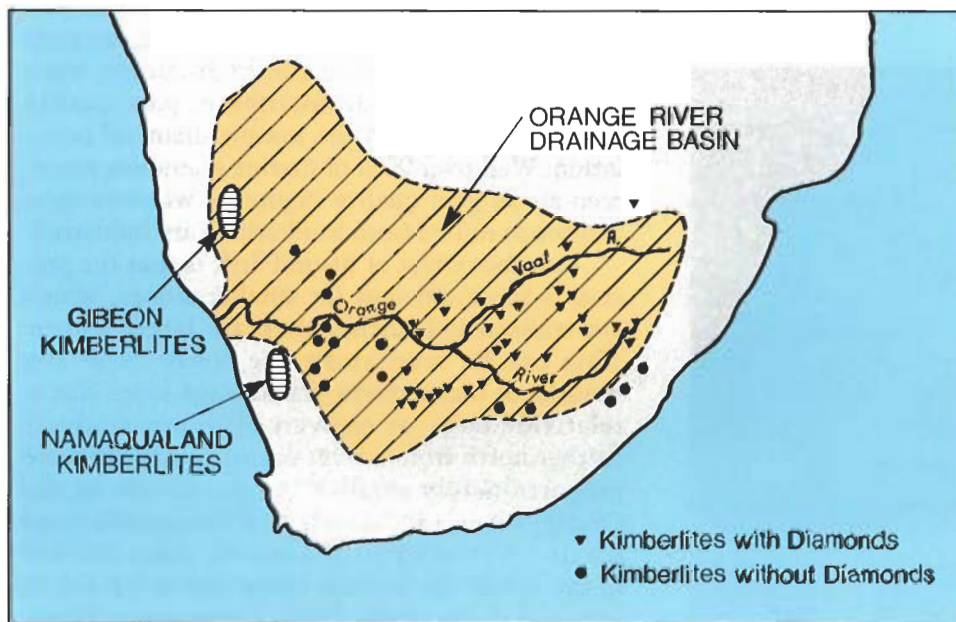 ORANGE RIVER
DRAINAGE BASIN
Vaal R.
Orange
River
GIBEON
KIMBERLITES
NAMAQUALAND
KIMBERLITES
Kimberlites with Diamonds
Kimberlites without Diamonds